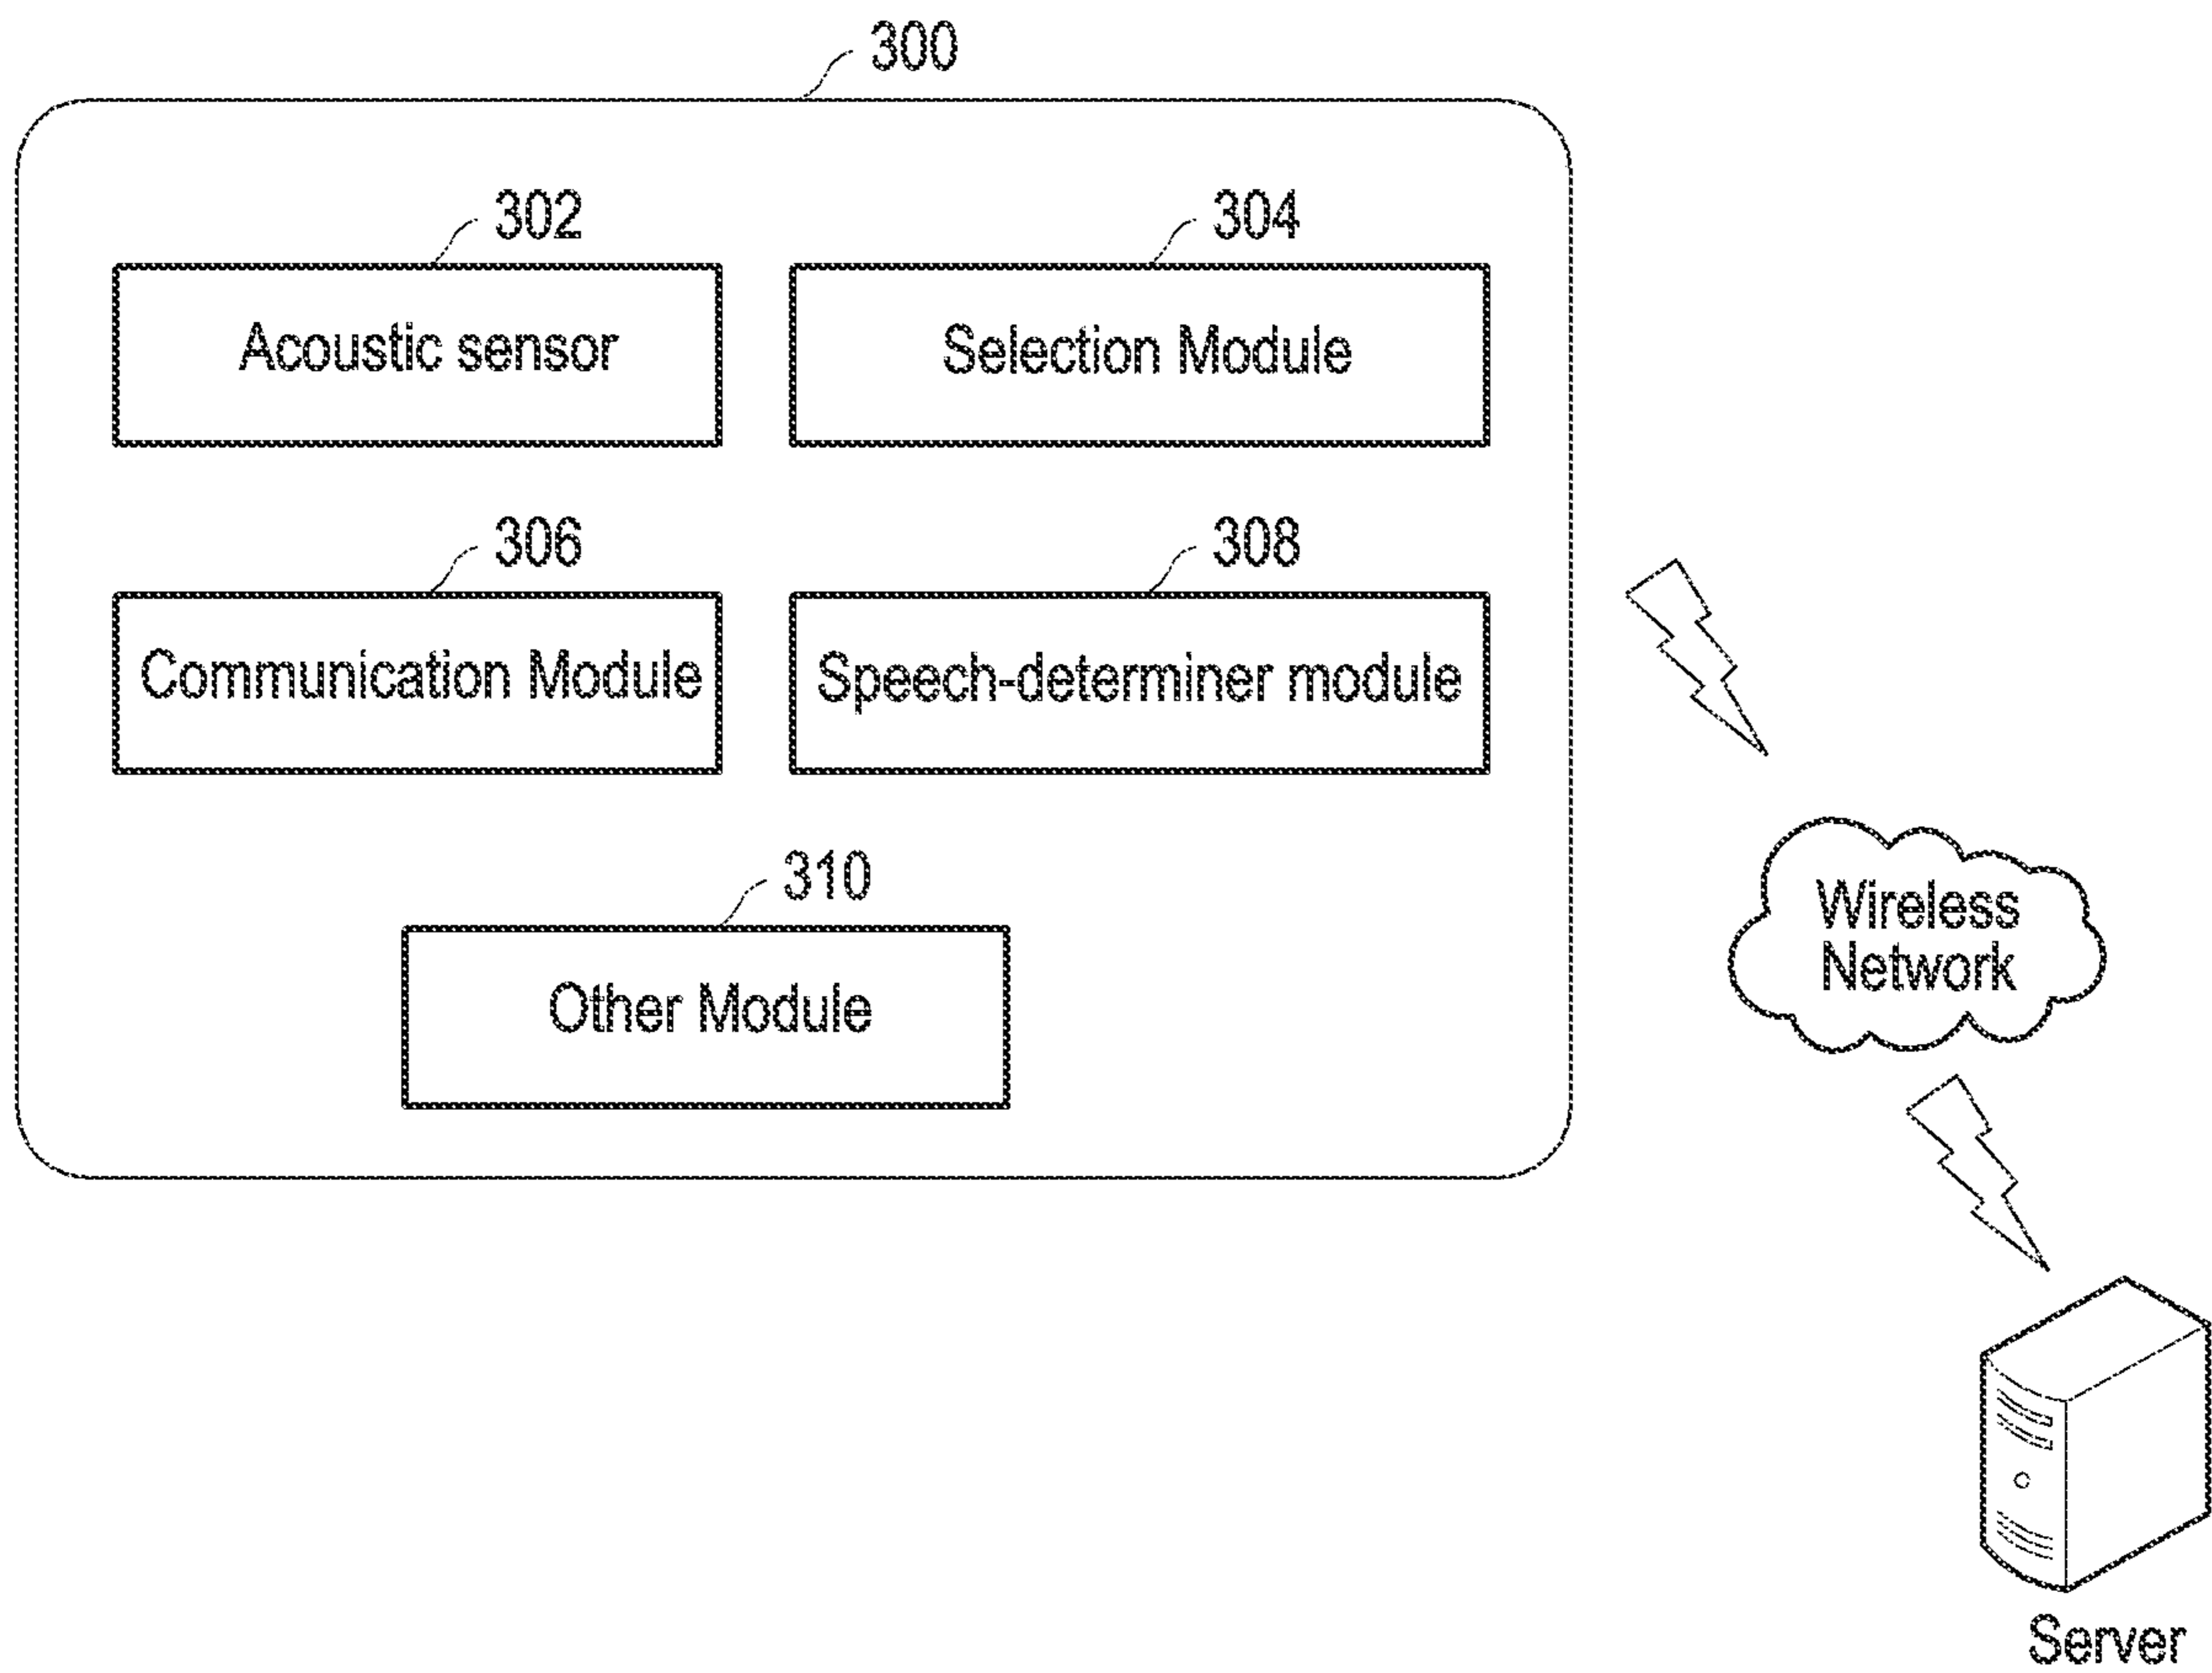 300
302
304
Acoustic sensor
Selection Module
306
308
Communication Module
Speech-determiner module
310
Other Module
Wireless
Network
Server